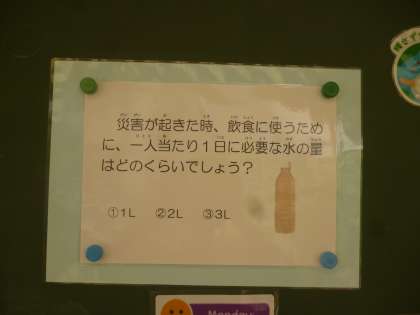 災害が起きた時、飲食に使うため
に、一人当たり１日に必要な水の量
はどのくらいでしょう？
①1L ②2L ③3L
Monday